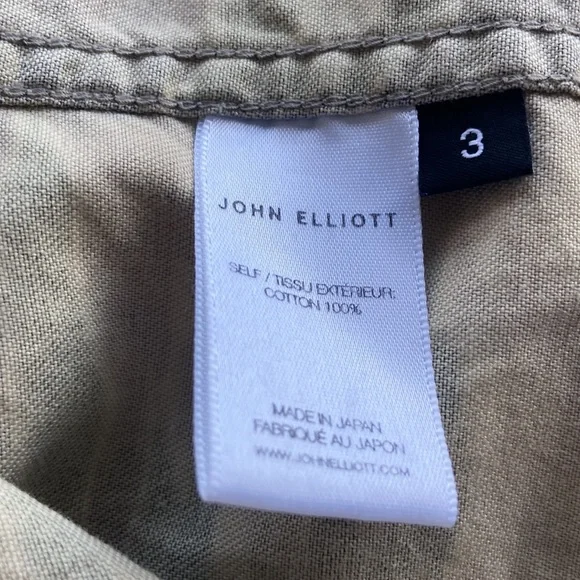 3
JOHN ELLIOTT
SELF / TISSU EXTÉRIEUR:
COTTON 100%
MADE IN JAPAN
FABRIQUÉ AU JAPON
WWW.JOHNELLIOTT.COM